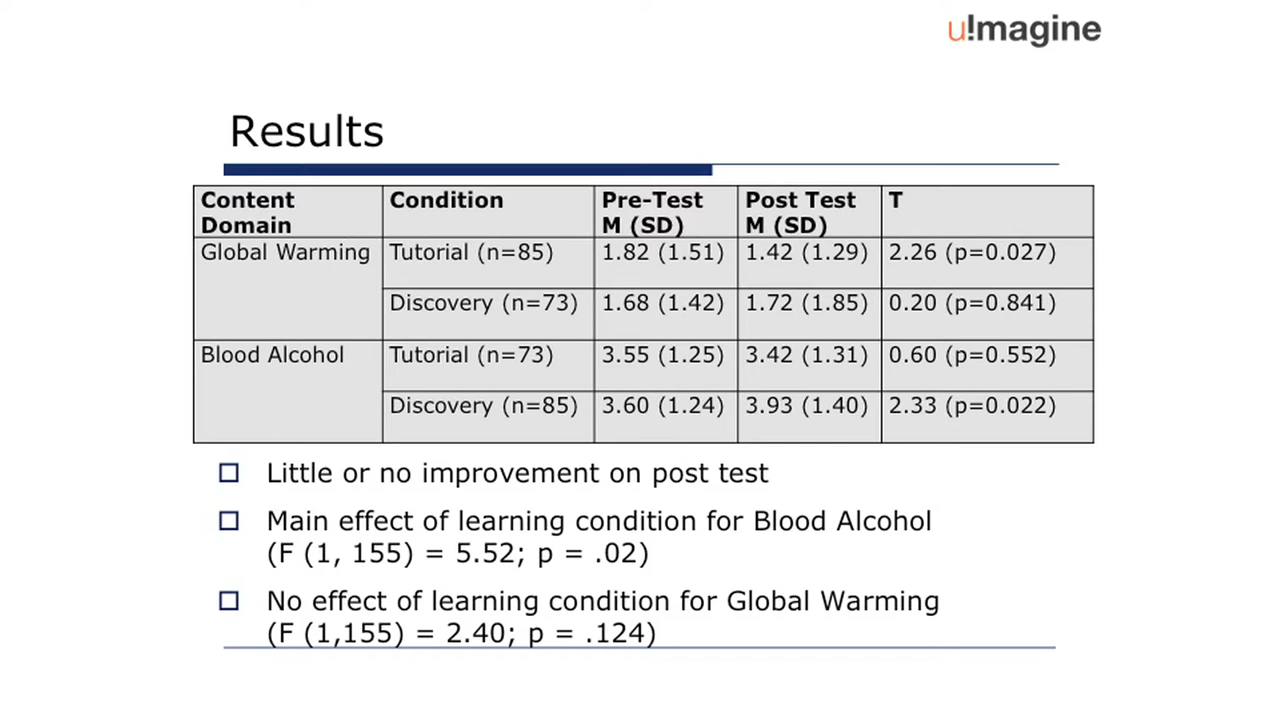 u!magine
Results
Content Domain Condition Pre-Test M (SD) Post Test M (SD) T
Global Warming Tutorial (n=85) 1.82 (1.51) 1.42 (1.29) 2.26 (p=0.027)
Discovery (n=73) 1.68 (1.42) 1.72 (1.85) 0.20 (p=0.841)
Blood Alcohol Tutorial (n=73) 3.55 (1.25) 3.42 (1.31) 0.60 (p=0.552)
Discovery (n=85) 3.60 (1.24) 3.93 (1.40) 2.33 (p=0.022)
Little or no improvement on post test
Main effect of learning condition for Blood Alcohol
(F (1, 155) = 5.52; p = .02)
No effect of learning condition for Global Warming
(F (1,155) = 2.40; p = .124)